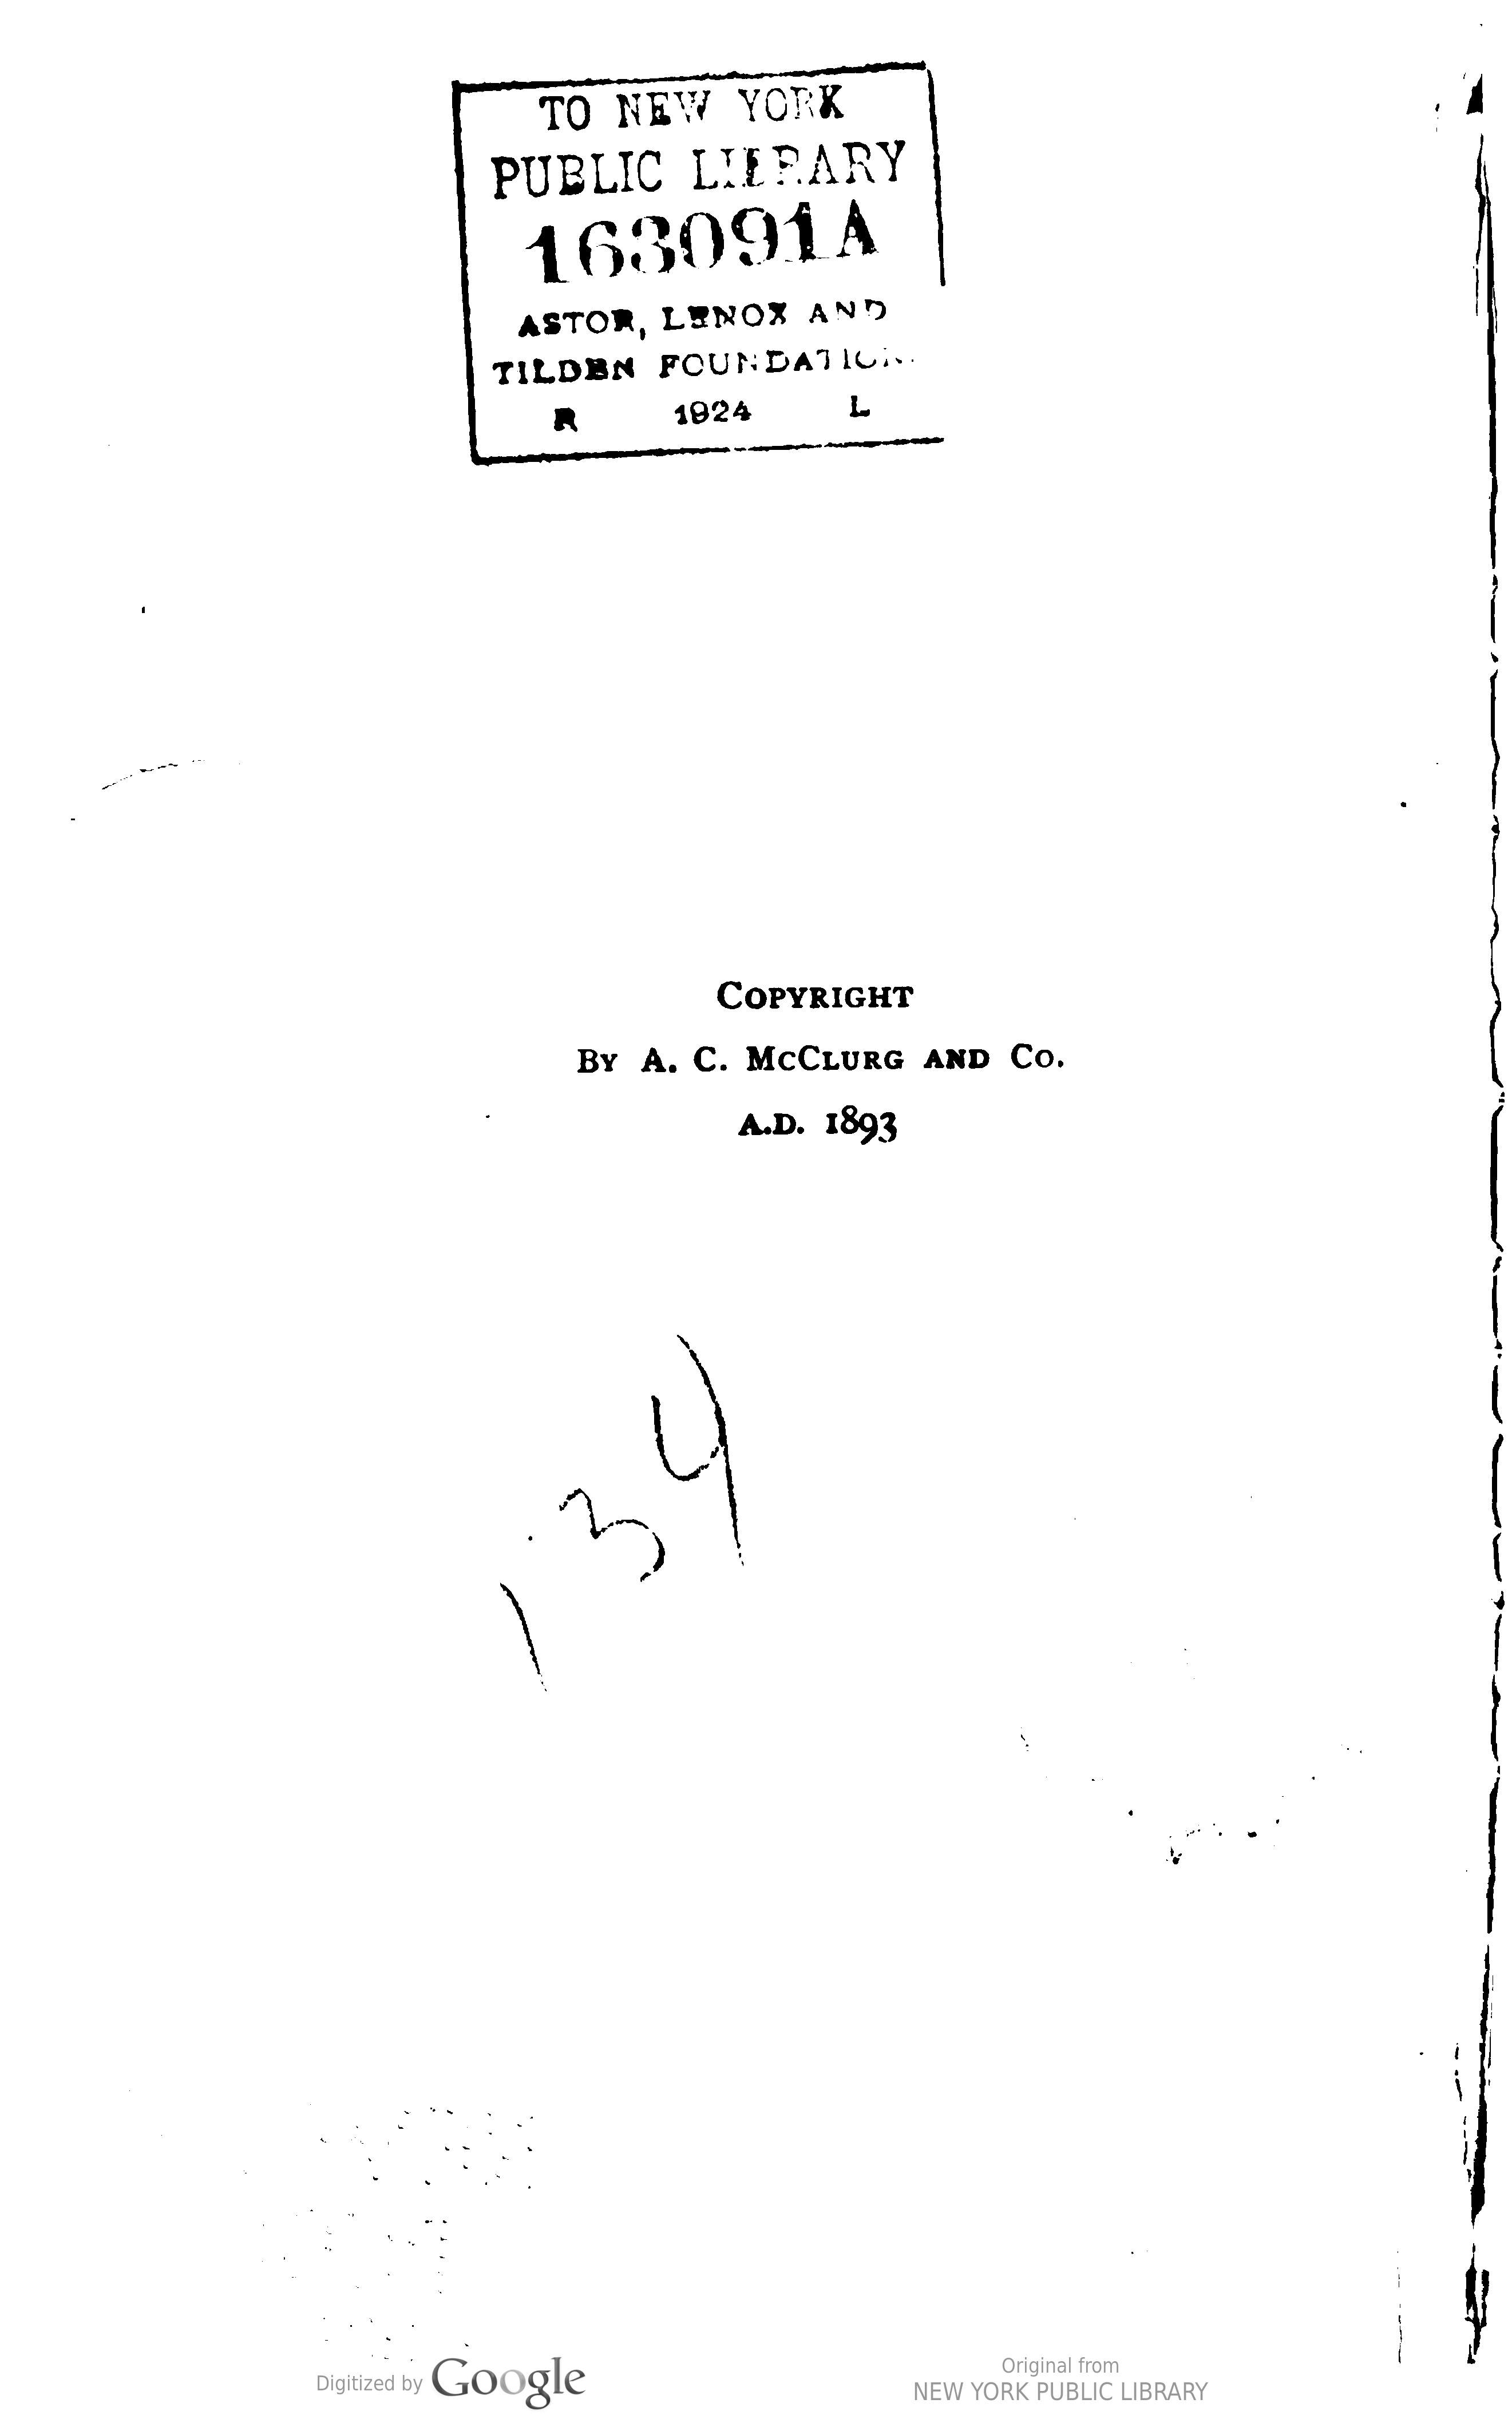 TO NEW YORK
PUBLIC LIBRARY
163091A
ASTOR, LENOX AND
TILDEN FOUNDATION
R 1924 L
COPYRIGHT
BY A. C. MCCLURG AND CO.
A.D. 1893
134
Digitized by Google
Original from
NEW YORK PUBLIC LIBRARY